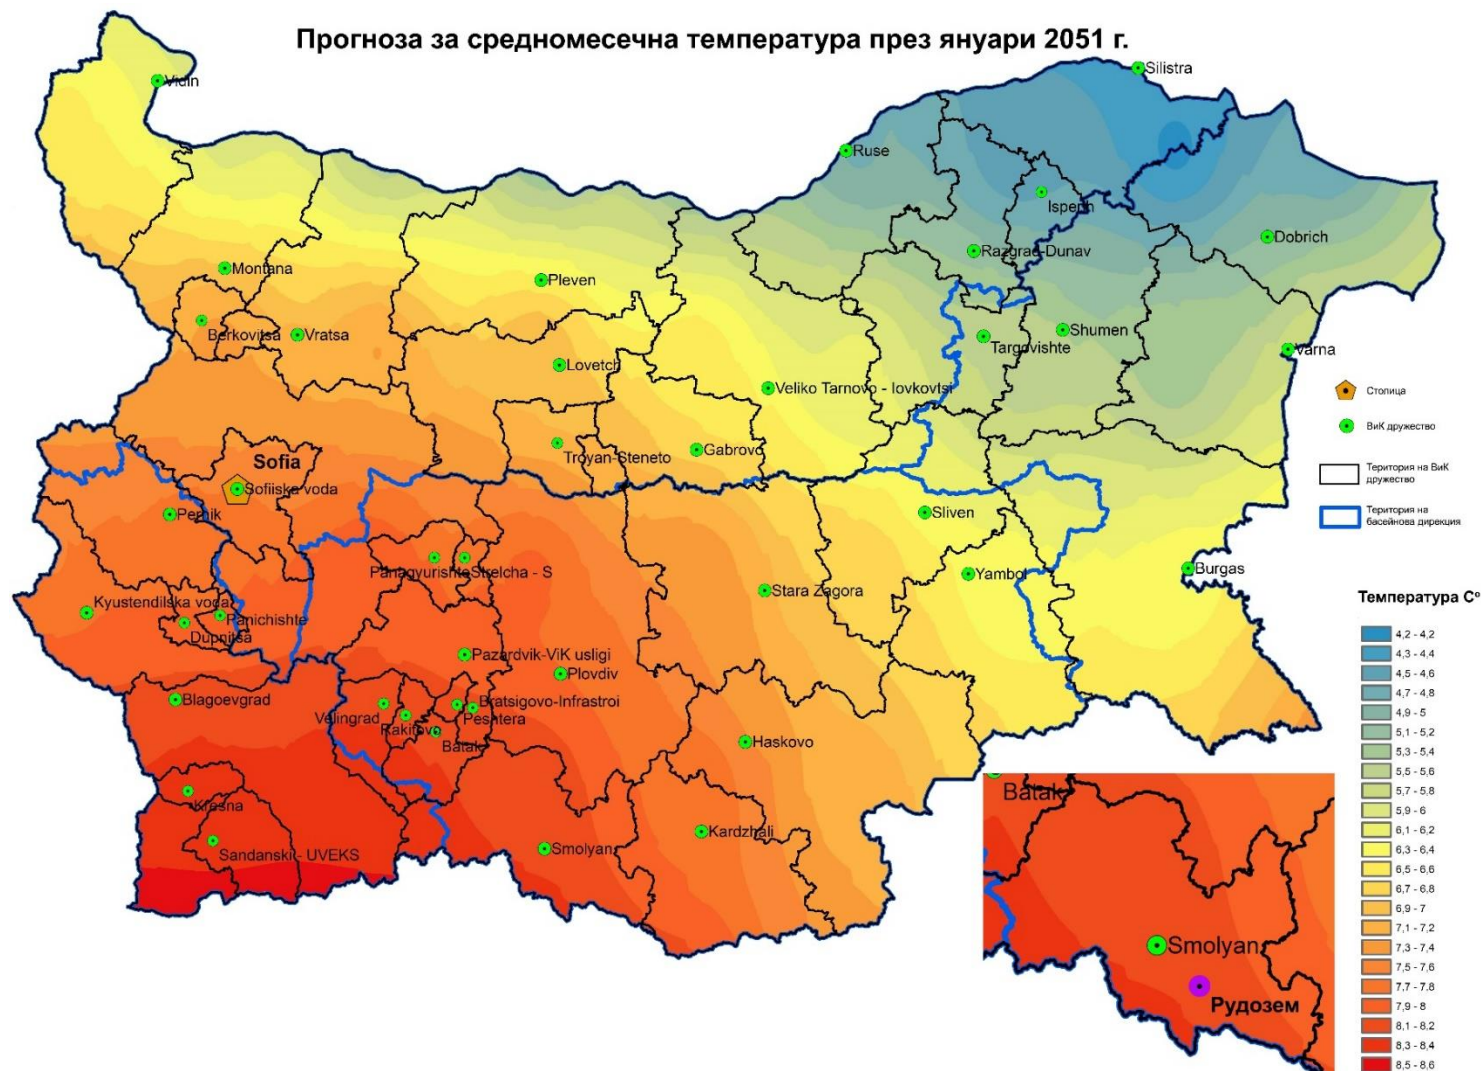 Прогноза за средномесечна температура през януари 2051 г.
Silistra
Vidin
Ruse
Isperih
Dobrich
Razgrad-Dunav
Montana
Pleven
Berkovitsa
Vratsa
Shumen
Targovishte
Varna
Lovetch
Veliko Tarnovo - Iovkovtsi
Troyan-Steneto
Gabrovo
Sofia
Sofiiska voda
Pernik
Sliven
Panagyurishte
Strelcha - S
Yambol
Burgas
Stara Zagora
Kyustendilska voda
Panichishte
Dupnitsa
Pazardvik-ViK usligi
Plovdiv
Blagoevgrad
Velingrad
Bratsigovo-Infrastroi
Peshtera
Rakitovo
Batak
Haskovo
Kresna
Kardzhali
Sandanski - UVEKS
Smolyan
Столица
ВиК дружество
Територия на ВиК
дружество
Територия на
басейнова дирекция
Температура C°
4,2 - 4,2
4,3 - 4,4
4,5 - 4,6
4,7 - 4,8
4,9 - 5
5,1 - 5,2
5,3 - 5,4
5,5 - 5,6
5,7 - 5,8
5,9 - 6
6,1 - 6,2
6,3 - 6,4
6,5 - 6,6
6,7 - 6,8
6,9 - 7
7,1 - 7,2
7,3 - 7,4
7,5 - 7,6
7,7 - 7,8
7,9 - 8
8,1 - 8,2
8,3 - 8,4
8,5 - 8,6
Batak
Smolyan
Рудозем